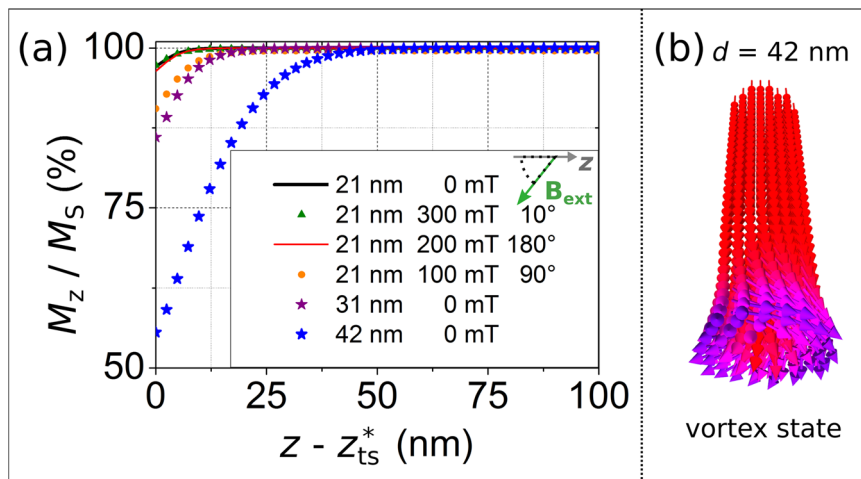 (a)
100
75
50
M_z / M_S (%)
0 25 50 75 100
z - z*_ts (nm)
z
B_ext
21 nm 0 mT
21 nm 300 mT 10°
21 nm 200 mT 180°
21 nm 100 mT 90°
31 nm 0 mT
42 nm 0 mT
(b) d = 42 nm
vortex state